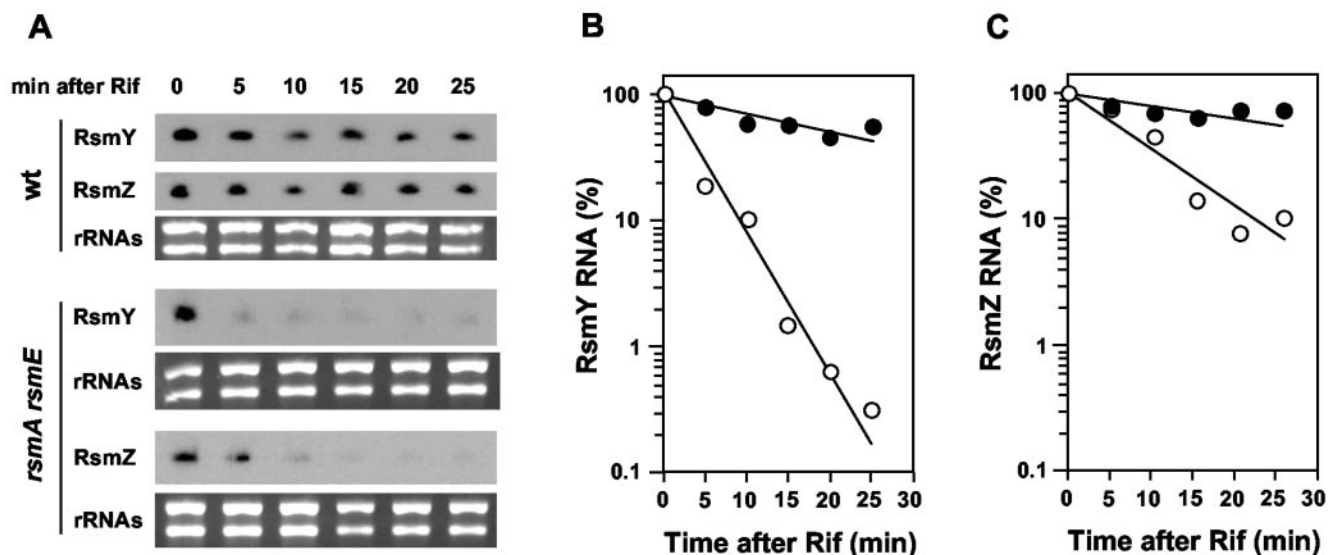 A
min after Rif 0 5 10 15 20 25
wt
RsmY
RsmZ
rRNAs
rsmA rsmE
RsmY
rRNAs
RsmZ
rRNAs
B
RsmY RNA (%)
100
10
1
0.1
0 5 10 15 20 25 30
Time after Rif (min)
C
RsmZ RNA (%)
100
10
1
0.1
0 5 10 15 20 25 30
Time after Rif (min)